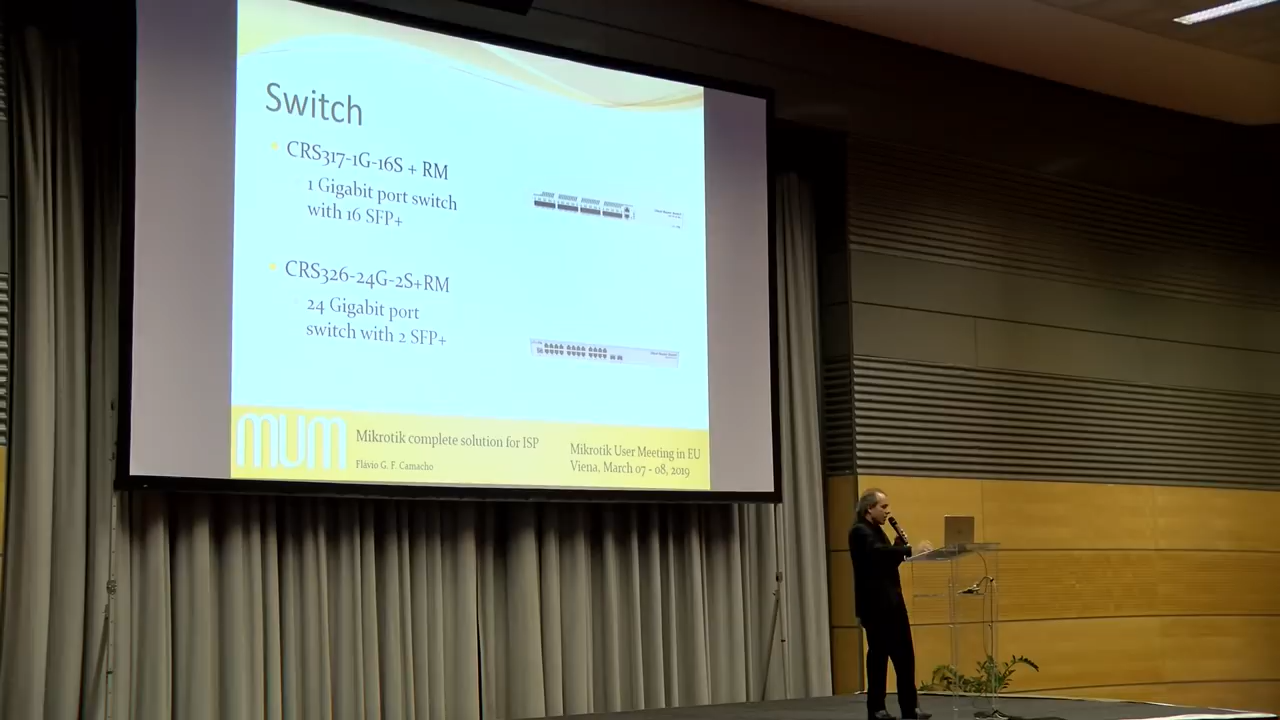 Switch
CRS317-1G-16S + RM
1 Gigabit port switch
with 16 SFP+
CRS326-24G-2S+RM
24 Gigabit port
switch with 2 SFP+
MUM
Mikrotik complete solution for ISP
Flávio G. F. Camacho
Mikrotik User Meeting in EU
Viena, March 07 - 08, 2019